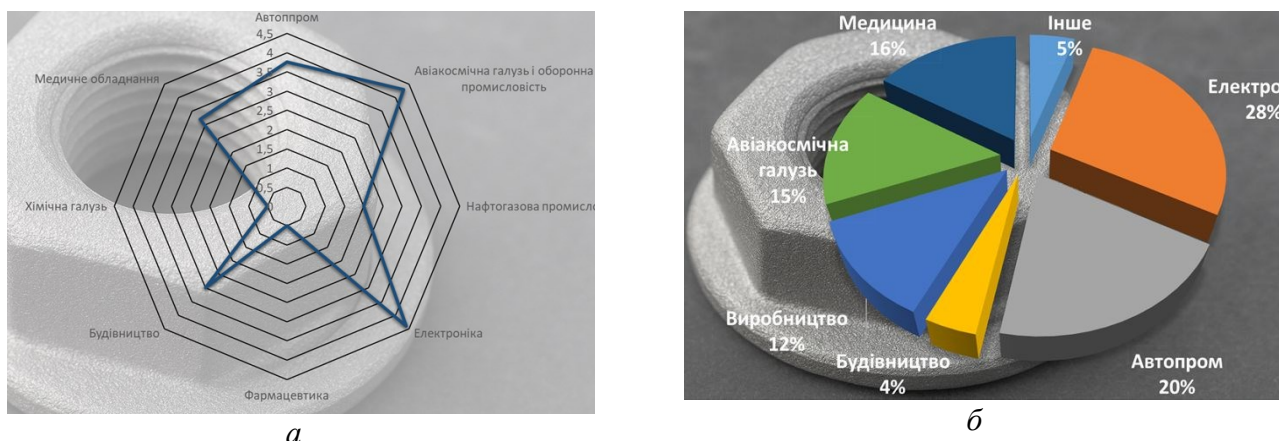 Автоппром
4,5
4
3,5
3
2,5
2
1,5
1
0,5
0
Авіакосмічна галузь і оборонна
промисловість
Нафтогазова промисло
Електроніка
Фармацевтика
Будівництво
Хімічна галузь
Медичне обладнання
а
Медицина
16%
Інше
5%
Електро
28%
Автопром
20%
Будівництво
4%
Виробництво
12%
Авіакосмічна
галузь
15%
б